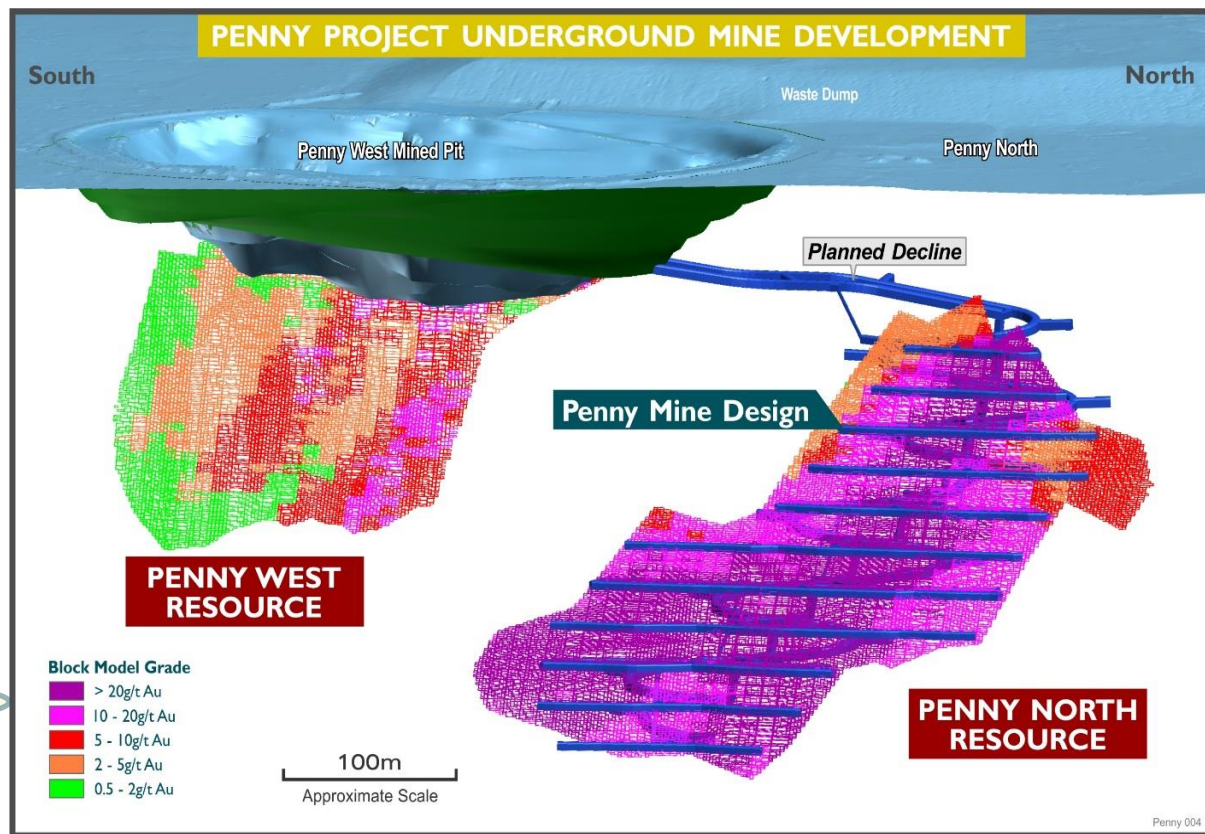 PENNY PROJECT UNDERGROUND MINE DEVELOPMENT
South
North
Waste Dump
Penny West Mined Pit
Penny North
Planned Decline
Penny Mine Design
PENNY WEST
RESOURCE
Block Model Grade
> 20g/t Au
10 - 20g/t Au
5 - 10g/t Au
2 - 5g/t Au
0.5 - 2g/t Au
100m
Approximate Scale
PENNY NORTH
RESOURCE
Penny 004